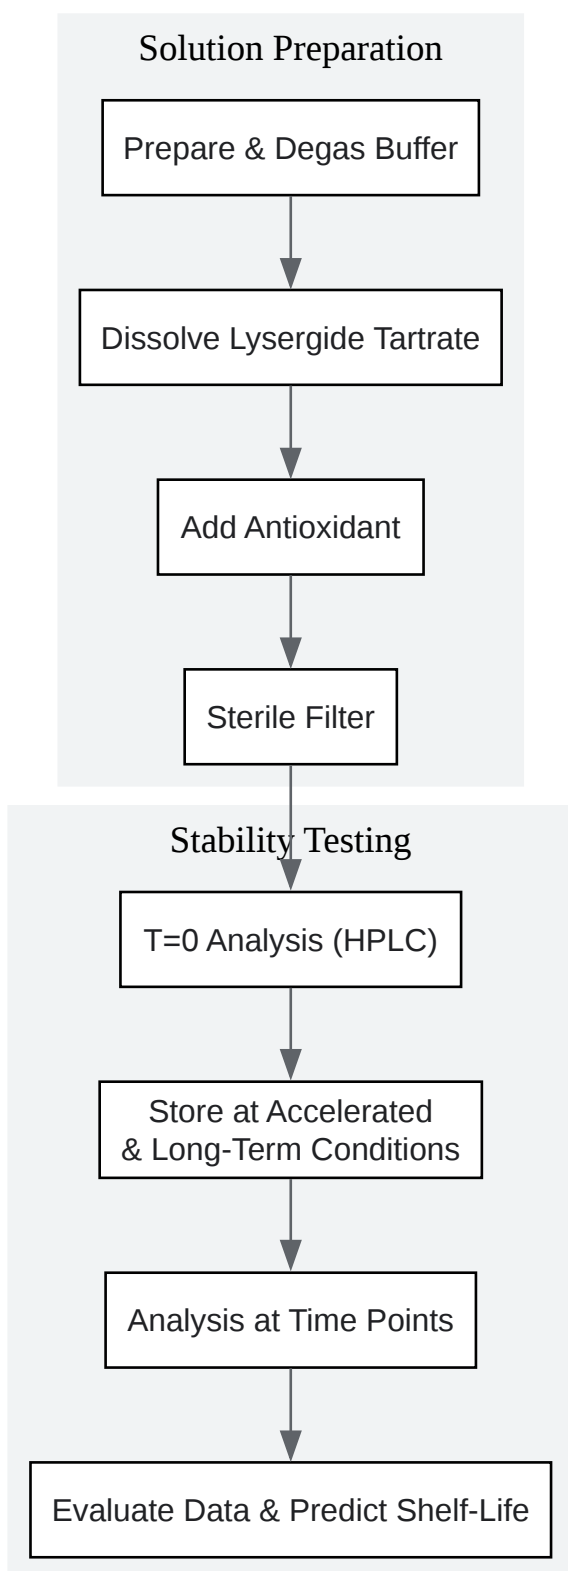 Solution Preparation
Prepare & Degas Buffer
Dissolve Lysergide Tartrate
Add Antioxidant
Sterile Filter
Stability Testing
T=0 Analysis (HPLC)
Store at Accelerated
& Long-Term Conditions
Analysis at Time Points
Evaluate Data & Predict Shelf-Life